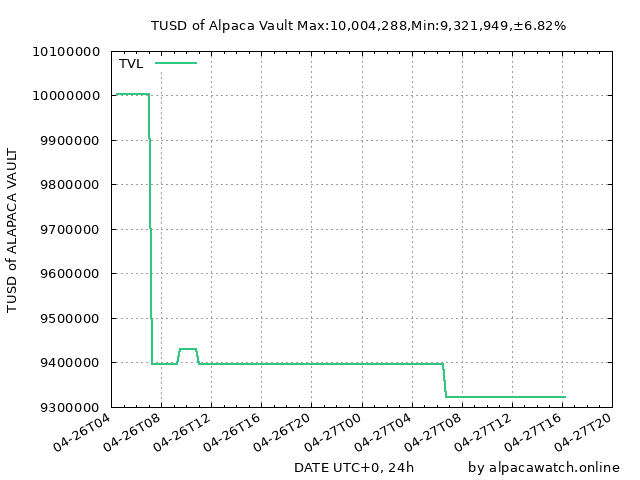 TUSD of Alpaca Vault Max:10,004,288,Min:9,321,949,±6.82%
TVL
10100000
10000000
9900000
9800000
9700000
9600000
9500000
9400000
9300000
TUSD of ALAPACA VAULT
04-26T04
04-26T08
04-26T12
04-26T16
04-26T20
04-27T00
04-27T04
04-27T08
04-27T12
04-27T16
04-27T20
DATE UTC+0, 24h
by alpacawatch.online